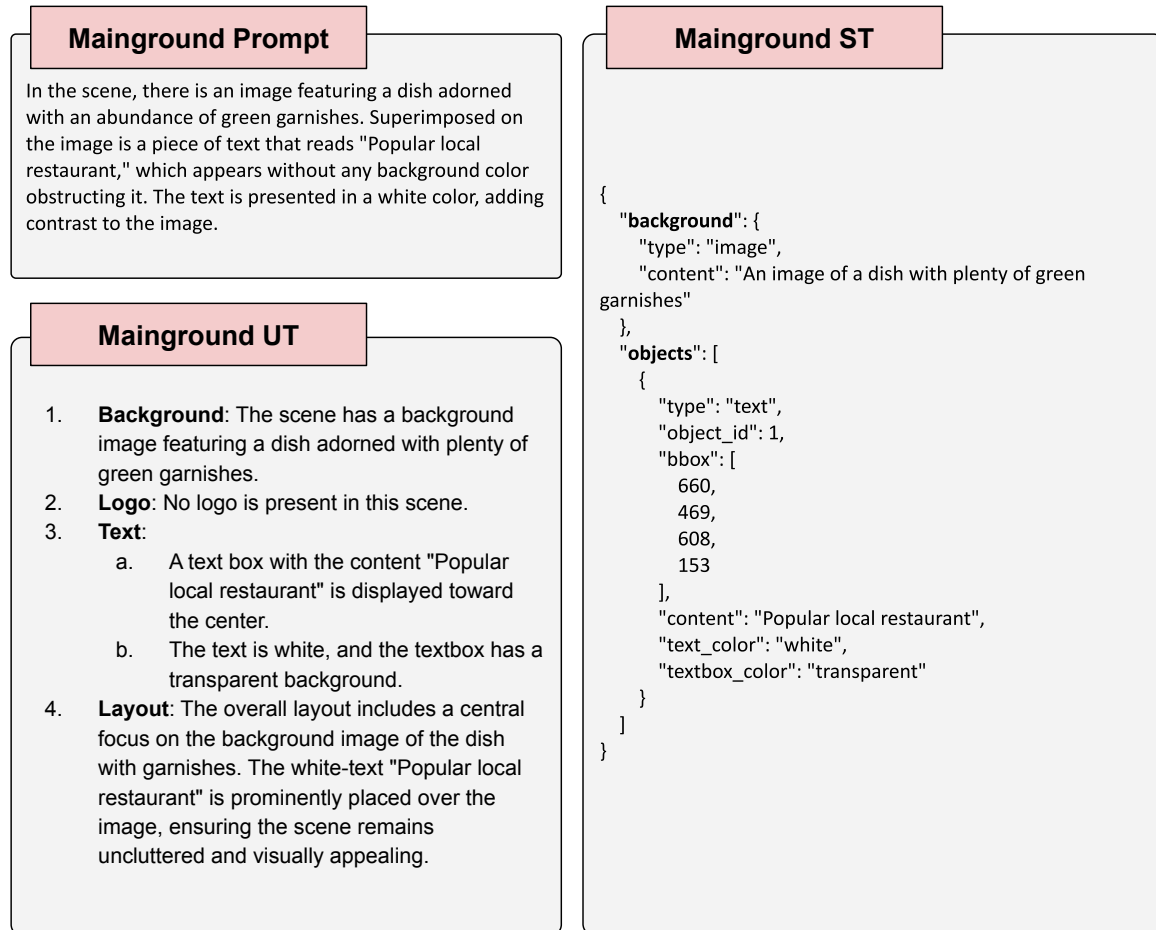 Mainground Prompt
In the scene, there is an image featuring a dish adorned
with an abundance of green garnishes. Superimposed on
the image is a piece of text that reads "Popular local
restaurant," which appears without any background color
obstructing it. The text is presented in a white color, adding
contrast to the image.
Mainground UT
1. Background: The scene has a background
image featuring a dish adorned with plenty of
green garnishes.
2. Logo: No logo is present in this scene.
3. Text:
a. A text box with the content "Popular
local restaurant" is displayed toward
the center.
b. The text is white, and the textbox has a
transparent background.
4. Layout: The overall layout includes a central
focus on the background image of the dish
with garnishes. The white-text "Popular local
restaurant" is prominently placed over the
image, ensuring the scene remains
uncluttered and visually appealing.
Mainground ST
{
"background": {
"type": "image",
"content": "An image of a dish with plenty of green
garnishes"
},
"objects": [
{
"type": "text",
"object_id": 1,
"bbox": [
660,
469,
608,
153
],
"content": "Popular local restaurant",
"text_color": "white",
"textbox_color": "transparent"
}
]
}